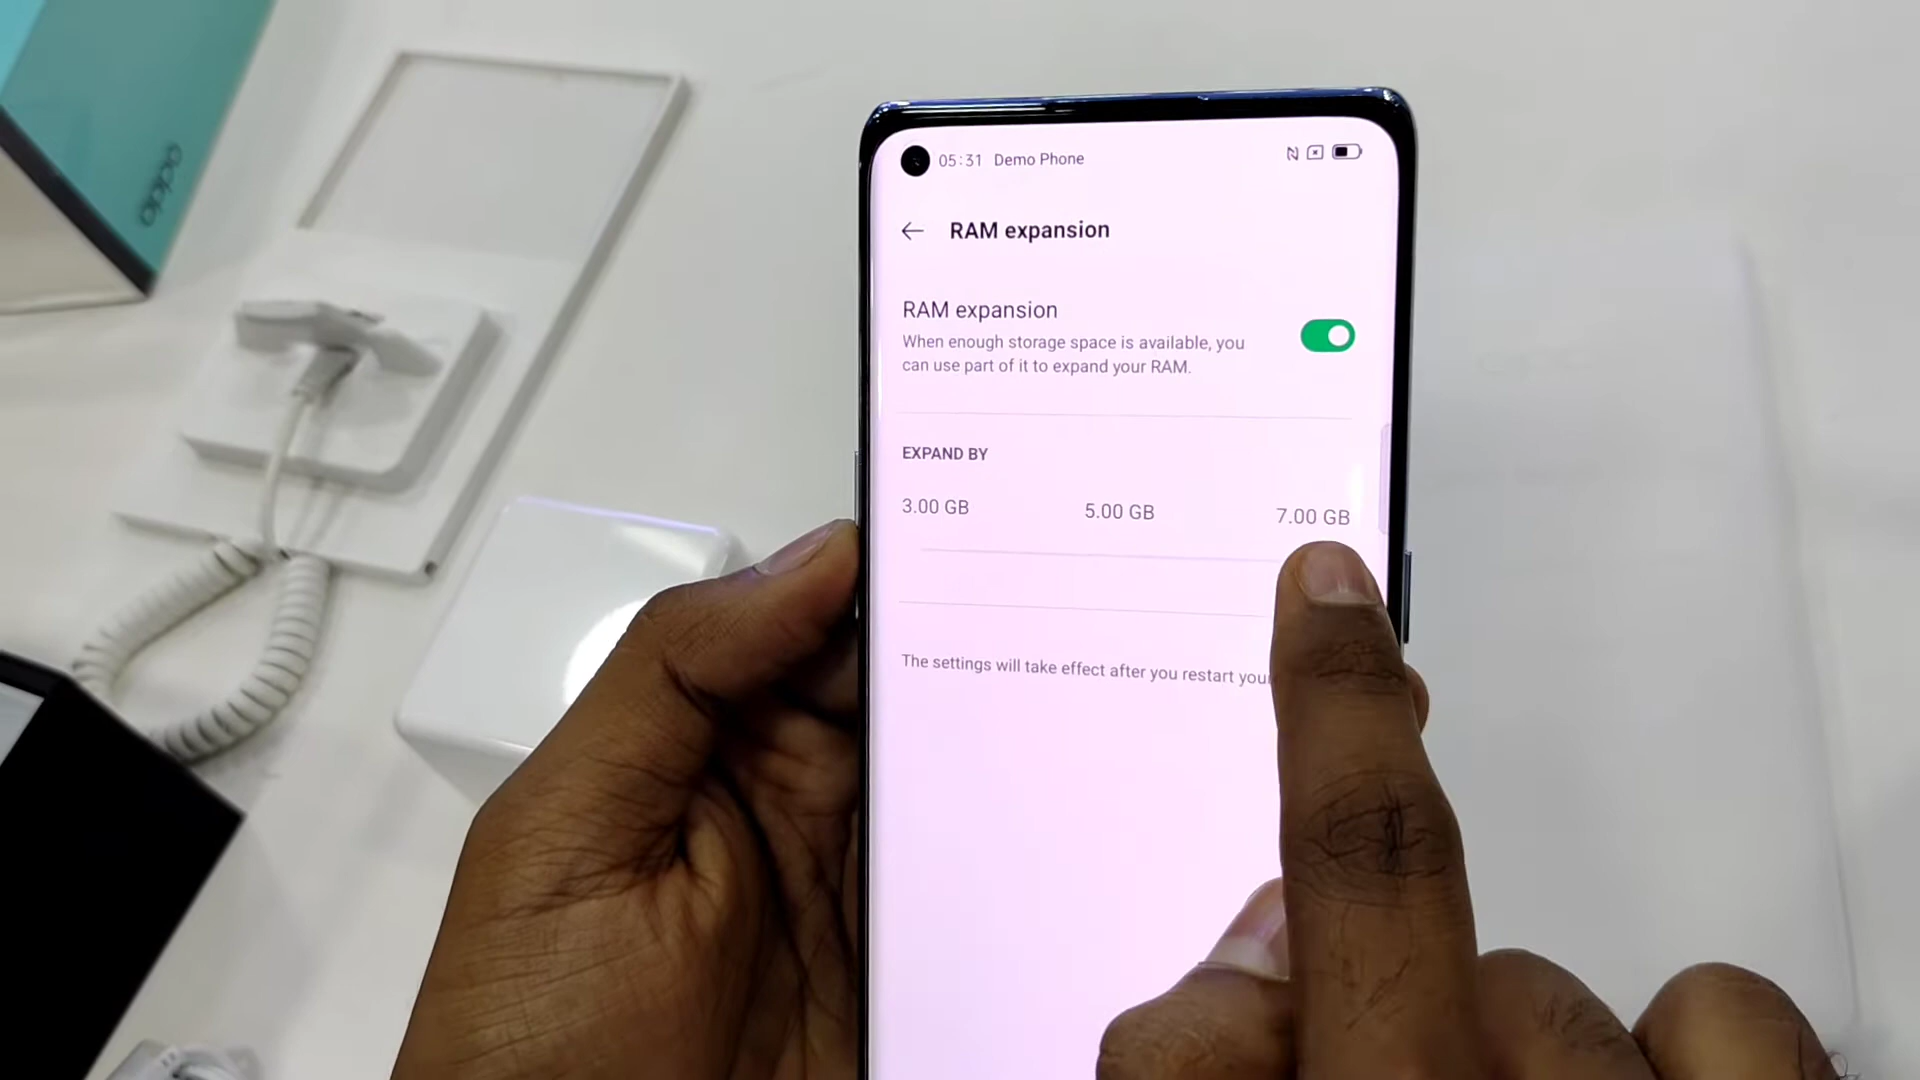 oppo
05:31 Demo Phone
RAM expansion
RAM expansion
When enough storage space is available, you
can use part of it to expand your RAM.
EXPAND BY
3.00 GB 5.00 GB 7.00 GB
The settings will take effect after you restart your